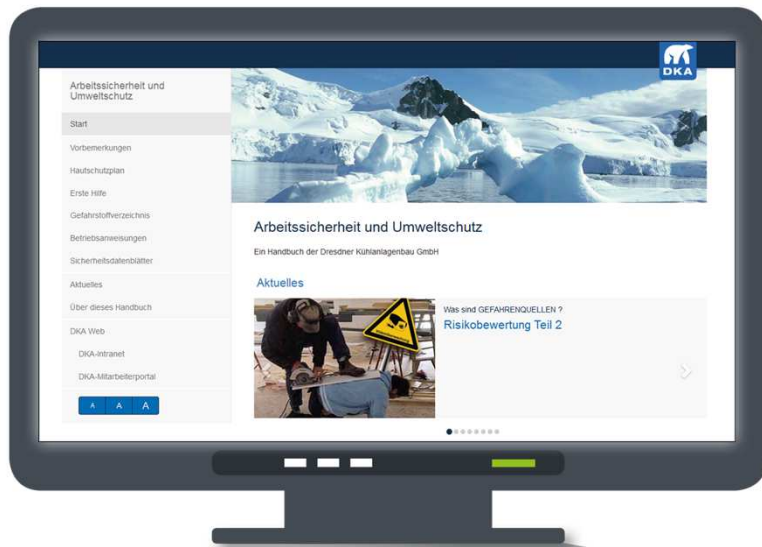 DKA
Arbeitssicherheit und
Umweltschutz
Start
Vorbemerkungen
Hautschutzplan
Erste Hilfe
Gefahrstoffverzeichnis
Betriebsanweisungen
Sicherheitsdatenblätter
Aktuelles
Über dieses Handbuch
DKA Web
DKA-Intranet
DKA-Mitarbeiterportal
A A A
Arbeitssicherheit und Umweltschutz
Ein Handbuch der Dresdner Kühlanlagenbau GmbH
Aktuelles
Was sind GEFAHRENQUELLEN ?
Risikobewertung Teil 2